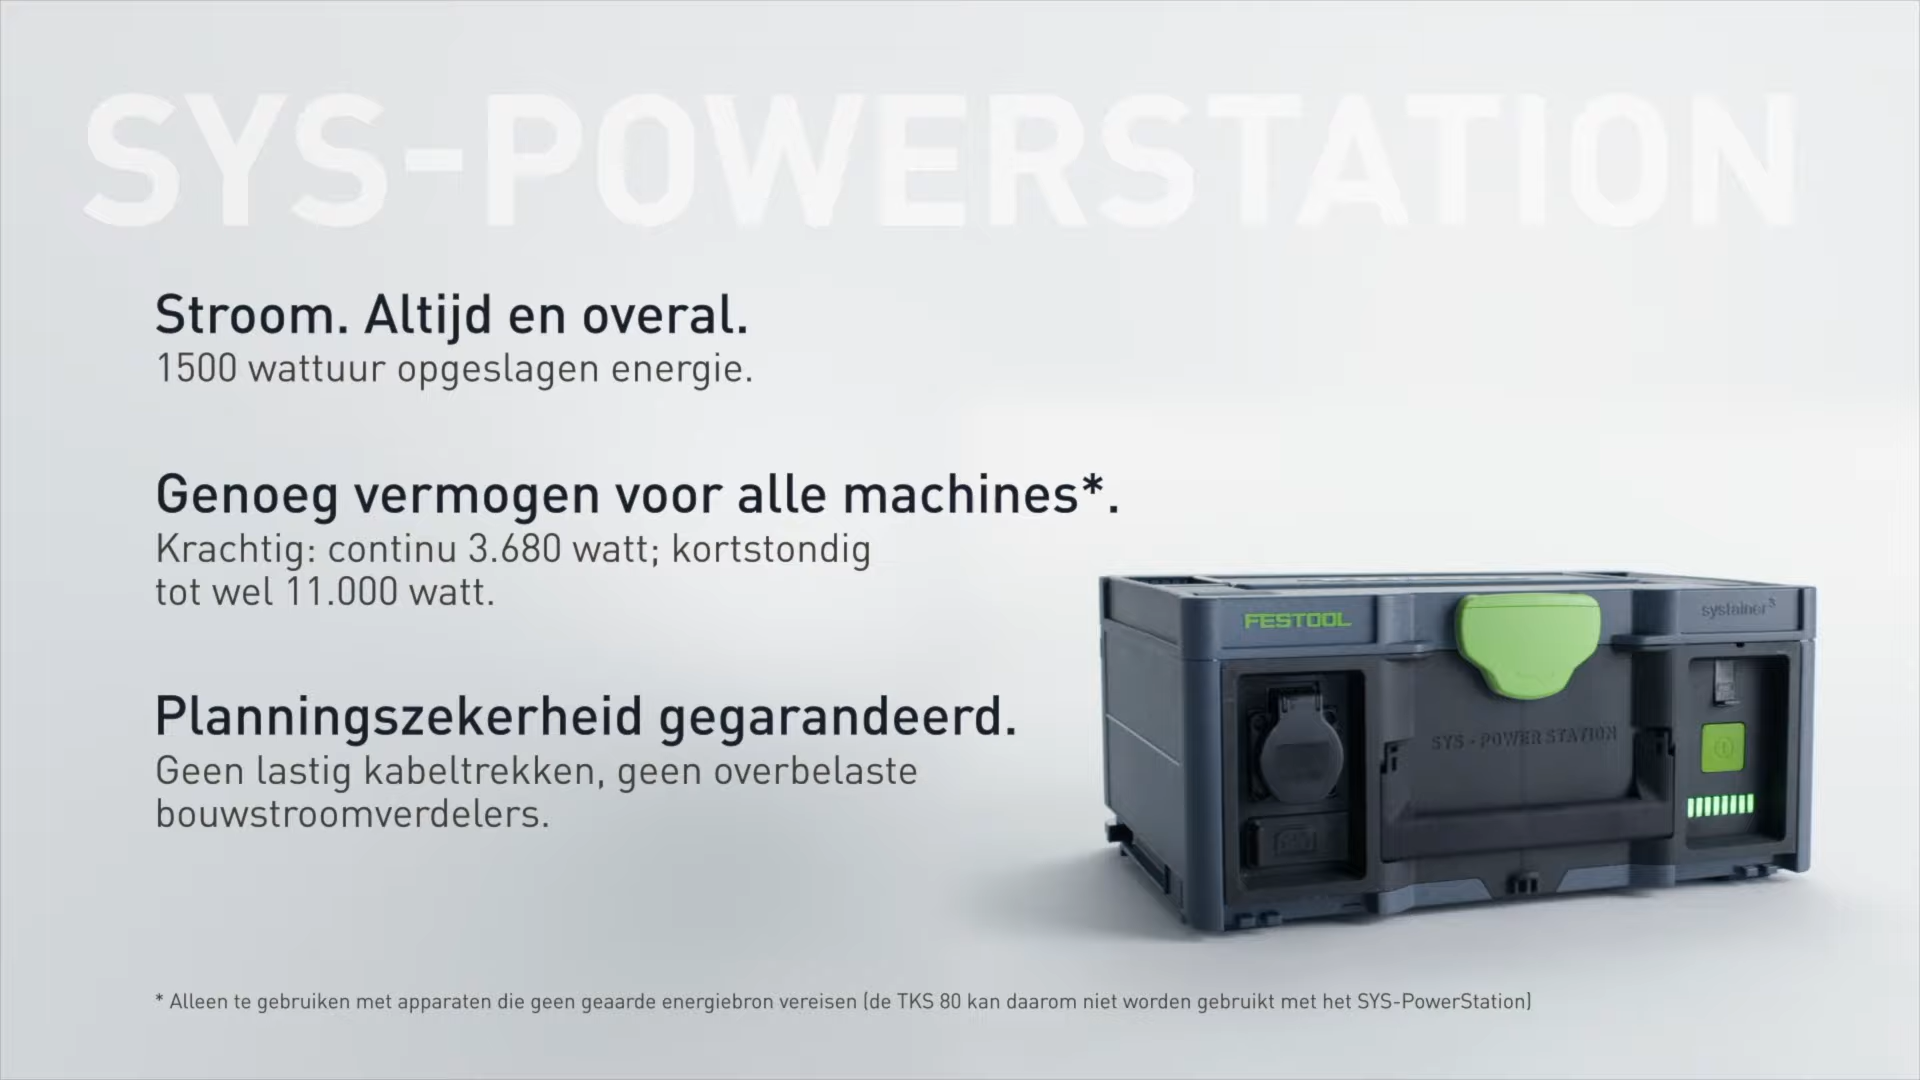 SYS-POWERSTATION
Stroom. Altijd en overal.
1500 wattuur opgeslagen energie.
Genoeg vermogen voor alle machines*.
Krachtig: continu 3.680 watt; kortstondig
tot wel 11.000 watt.
FESTOOL
systainer³
SYS-POWER STATION
Planningszekerheid gegarandeerd.
Geen lastig kabeltrekken, geen overbelaste
bouwstroomverdelers.
* Alleen te gebruiken met apparaten die geen geaarde energiebron vereisen (de TKS 80 kan daarom niet worden gebruikt met het SYS-PowerStation)